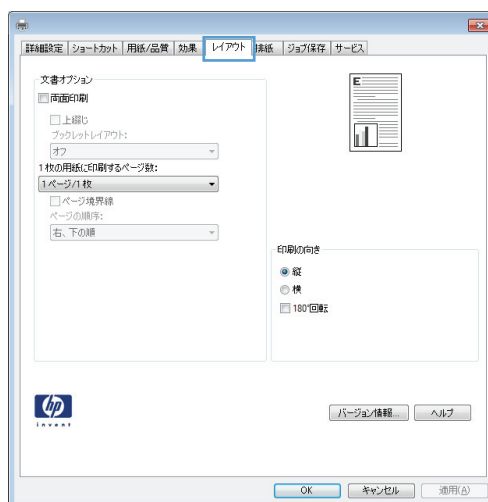 詳細設定 ショートカット 用紙/品質 効果 レイアウト 排紙 ジョブ保存 サービス
文書オプション
両面印刷
上綴じ
ブックレットレイアウト:
オフ
1 枚の用紙に印刷するページ数:
1 ページ/1 枚
ページ境界線
ページの順序:
右、下の順
E
印刷の向き
縦
横
180°回転
hp
invent
バージョン情報... ヘルプ
OK キャンセル 適用(A)